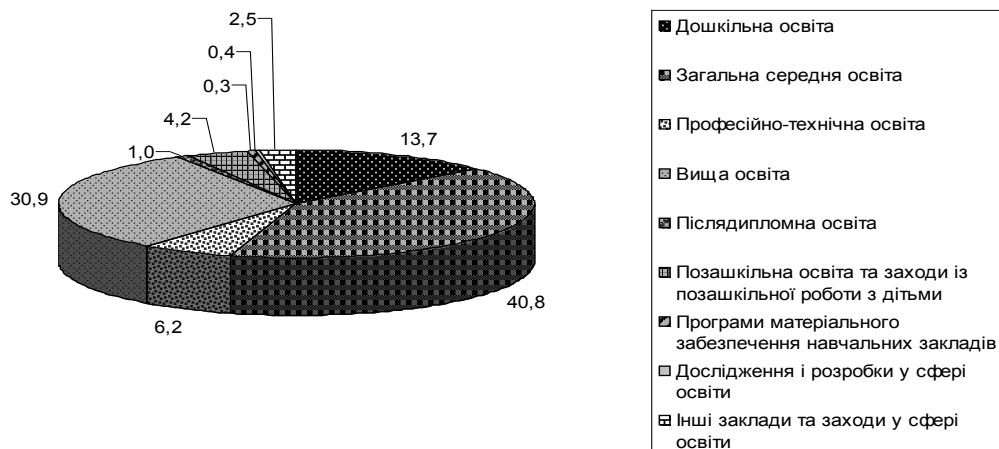 2,5
0,4
0,3
4,2
1,0
13,7
30,9
40,8
6,2
Дошкільна освіта
Загальна середня освіта
Професійно-технічна освіта
Вища освіта
Післядипломна освіта
Позашкільна освіта та заходи із
позашкільної роботи з дітьми
Програми матеріального
забезпечення навчальних закладів
Дослідження і розробки у сфері
освіти
Інші заклади та заходи у сфері
освіти